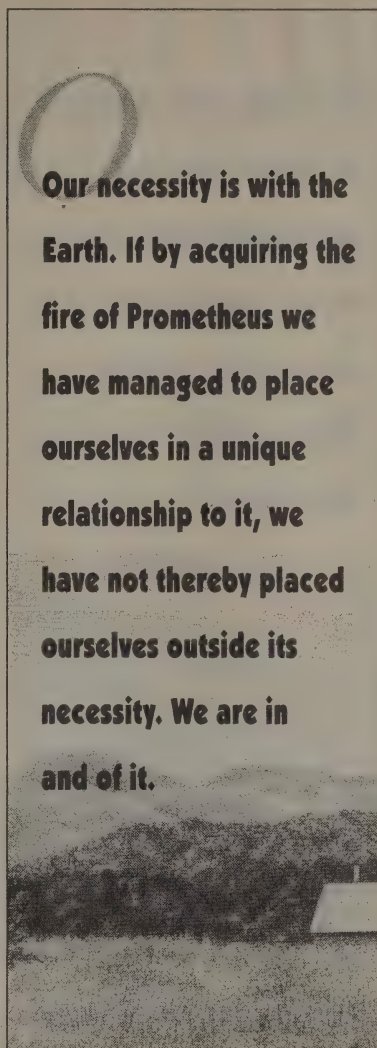 O
Our necessity is with the
Earth. If by acquiring the
fire of Prometheus we
have managed to place
ourselves in a unique
relationship to it, we
have not thereby placed
ourselves outside its
necessity. We are in
and of it.